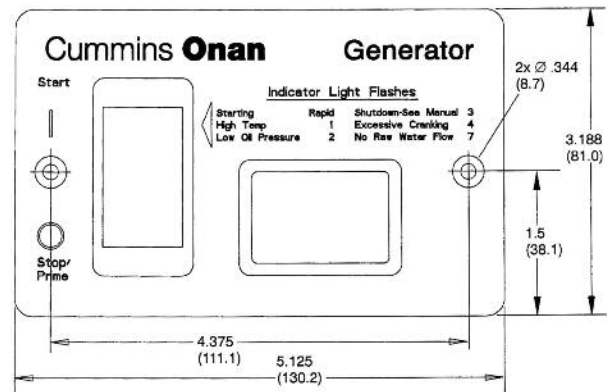 Cummins Onan Generator
Start
Indicator Light Flashes
Starting Rapid Shutdown-See Manual 3
High Temp 1 Excessive Cranking 4
Low Oil Pressure 2 No Raw Water Flow 7
Stop/
Prime
2x Ø .344
(8.7)
3.188
(81.0)
1.5
(38.1)
4.375
(111.1)
5.125
(130.2)